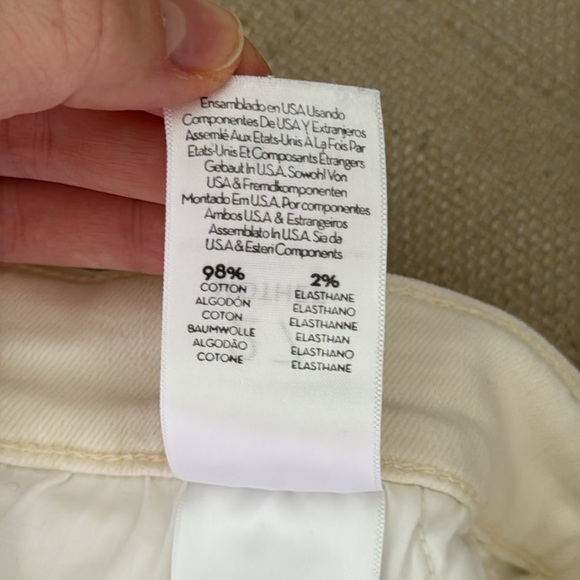 Ensamblado en USA Usando
Componentes De USA Y Extranjeros
Assemlé Aux Etats-Unis À La Fois Par
Etats-Unis Et Composants Etrangers
Gebaut In U.S.A. Sowohl Von
USA & Fremdkomponenten
Montado Em U.S.A. Por componentes
Ambos U.S.A & Estrangeiros
Assemblato In U.S.A. Sia da
U.S.A & Esteri Components
98%
COTTON
ALGODÓN
COTON
BAUMWOLLE
ALGODÃO
COTONE
2%
ELASTHANE
ELASTHANO
ELASTHANNE
ELASTHAN
ELASTHANO
ELASTHANE